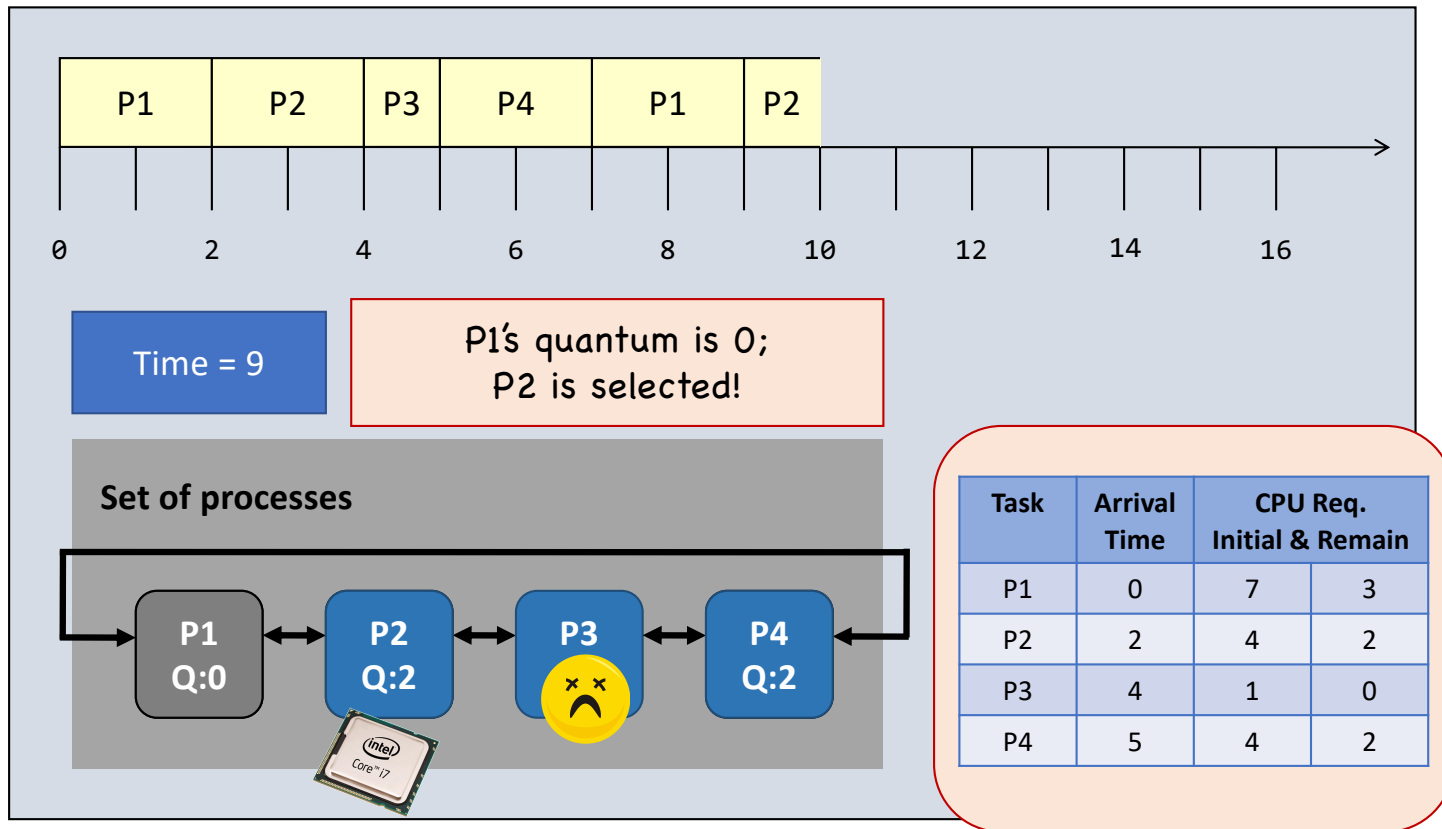 P1 P2 P3 P4 P1 P2
0 2 4 6 8 10 12 14 16
Time = 9
P1's quantum is 0;
P2 is selected!
Set of processes
P1 P2 P3 P4
Q:0 Q:2 Q:2
intel
Core™ i7
Task Arrival Time CPU Req. Initial & Remain
P1 0 7 3
P2 2 4 2
P3 4 1 0
P4 5 4 2